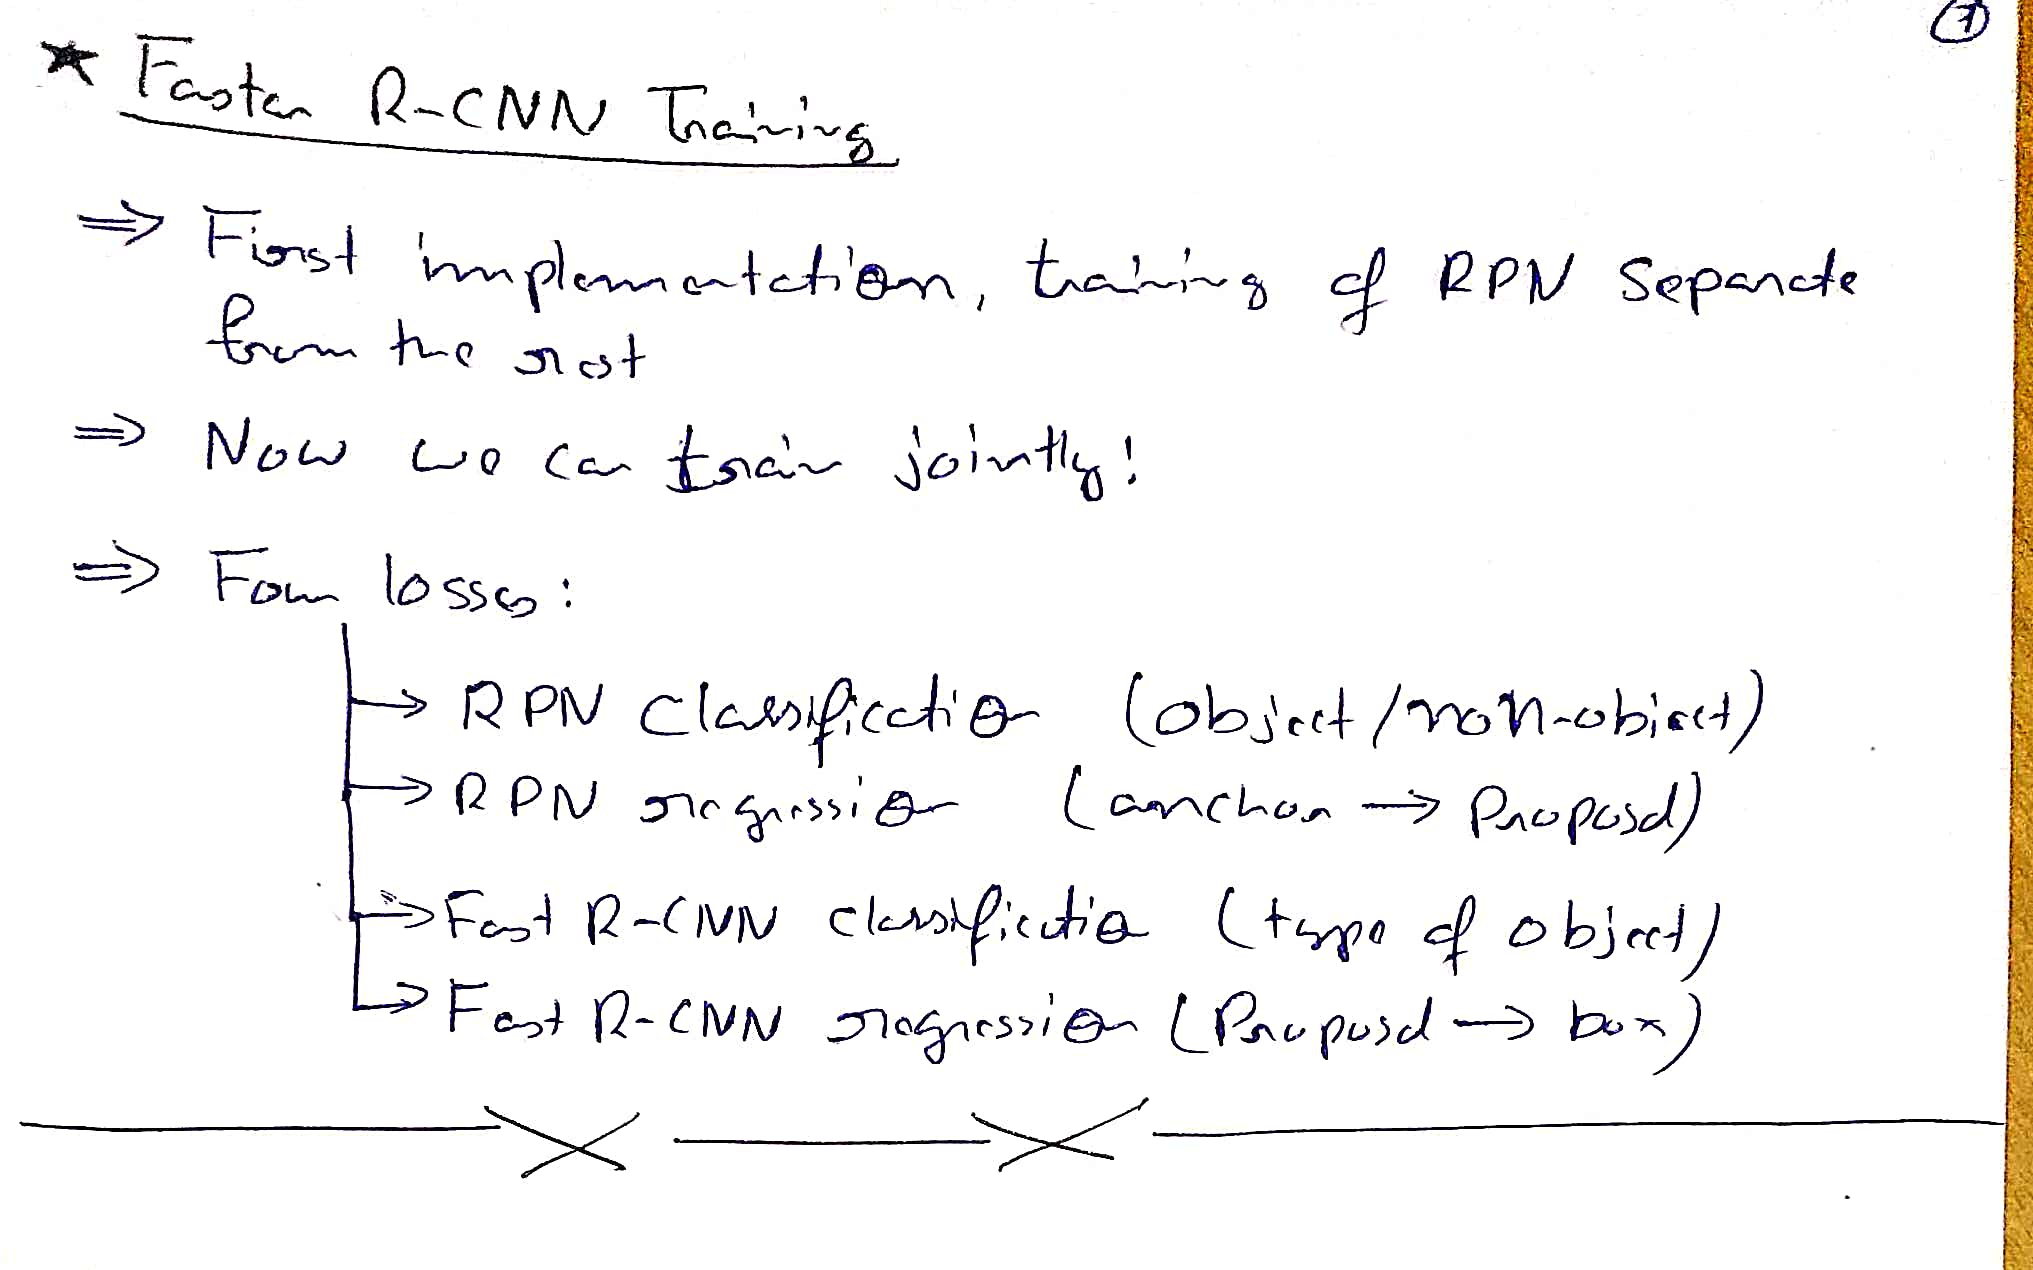 7
★ Faster R-CNN Training
⇒ First implementation, training of RPN separate
from the rest
⇒ Now we can train jointly!
⇒ Four losses:
→ RPN classification (object/non-object)
→ RPN regression (anchor → Proposal)
→ Fast R-CNN classification (type of object)
→ Fast R-CNN regression (Proposal → box)